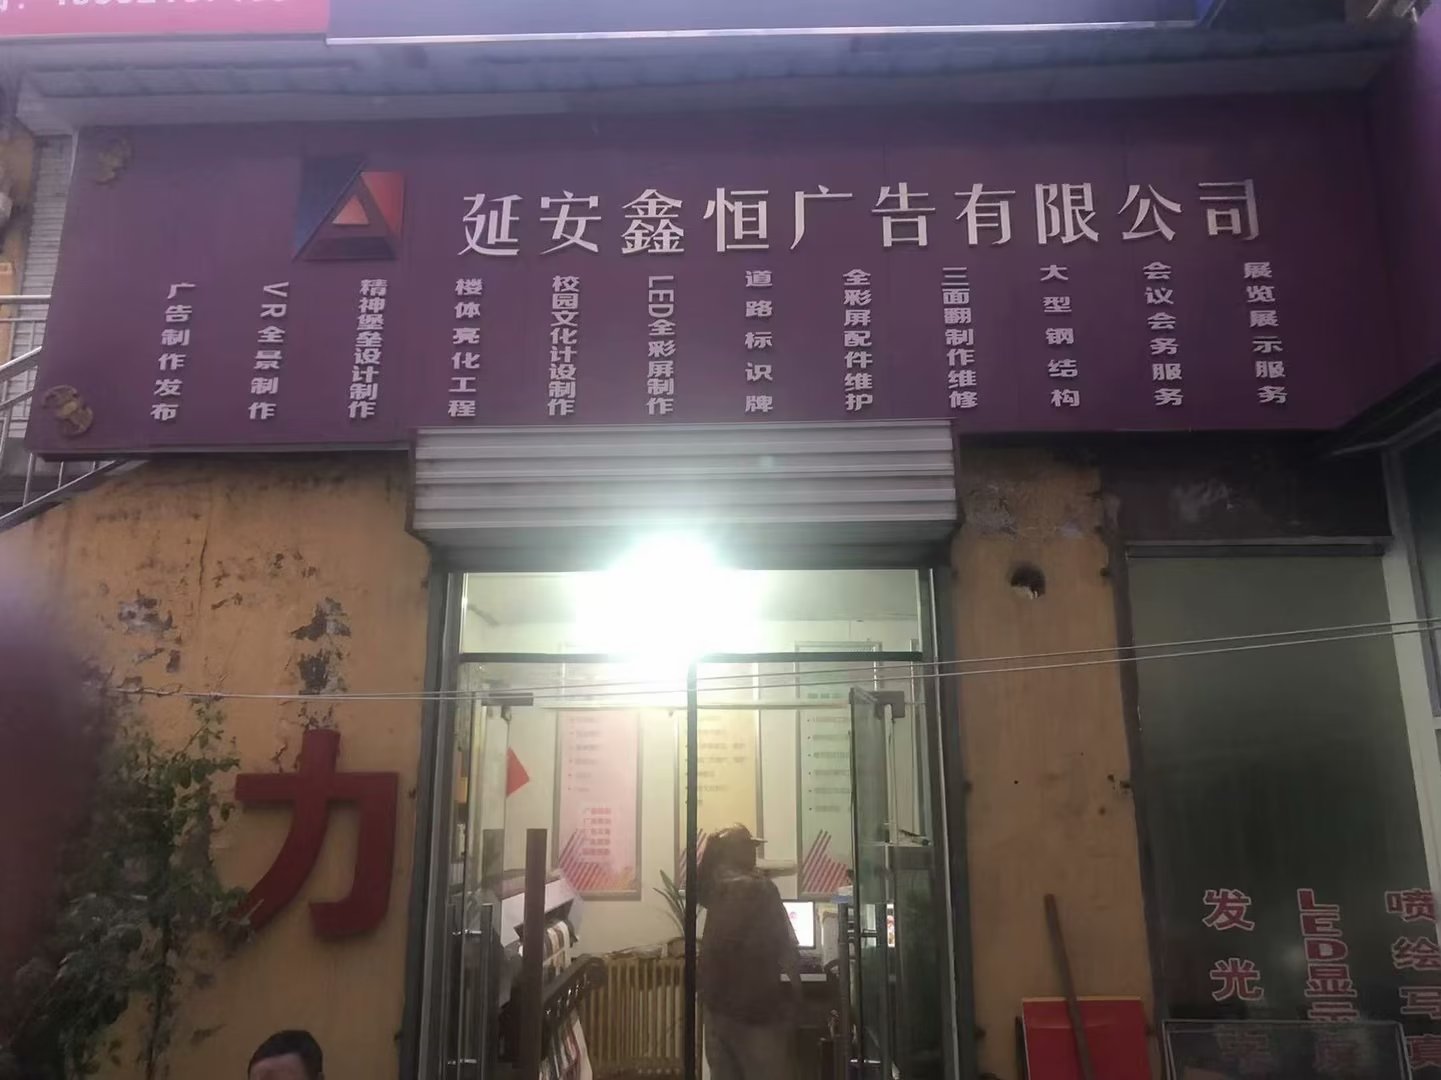 延安鑫恒广告有限公司
广告制作发布
VR全景制作
精神堡垒设计制作
楼体亮化工程
校园文化计设制作
LED全彩屏制作
道路标识牌
全彩屏配件维护
三面翻制作维修
大型钢结构
会议会务服务
展览展示服务
力
发光字
LED显示屏
喷绘写真